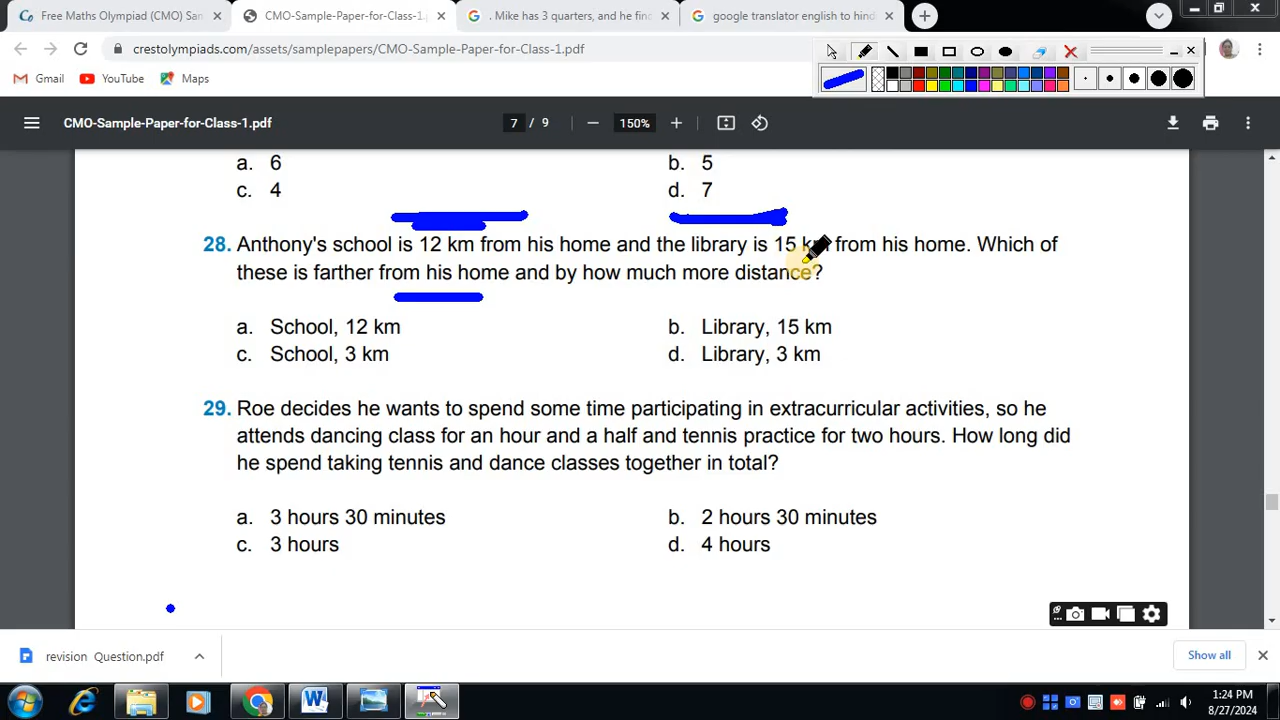 Free Maths Olympiad (CMO) San
CMO-Sample-Paper-for-Class-1.p
, Mike has 3 quarters, and he find
google translator english to hind
crestolympiads.com/assets/samplepapers/CMO-Sample-Paper-for-Class-1.pdf
Gmail YouTube Maps
CMO-Sample-Paper-for-Class-1.pdf 7 / 9 150%
a. 6 b. 5
c. 4 d. 7
28. Anthony's school is 12 km from his home and the library is 15 km from his home. Which of
these is farther from his home and by how much more distance?
a. School, 12 km b. Library, 15 km
c. School, 3 km d. Library, 3 km
29. Roe decides he wants to spend some time participating in extracurricular activities, so he
attends dancing class for an hour and a half and tennis practice for two hours. How long did
he spend taking tennis and dance classes together in total?
a. 3 hours 30 minutes b. 2 hours 30 minutes
c. 3 hours d. 4 hours
revision Question.pdf Show all
1:24 PM
8/27/2024